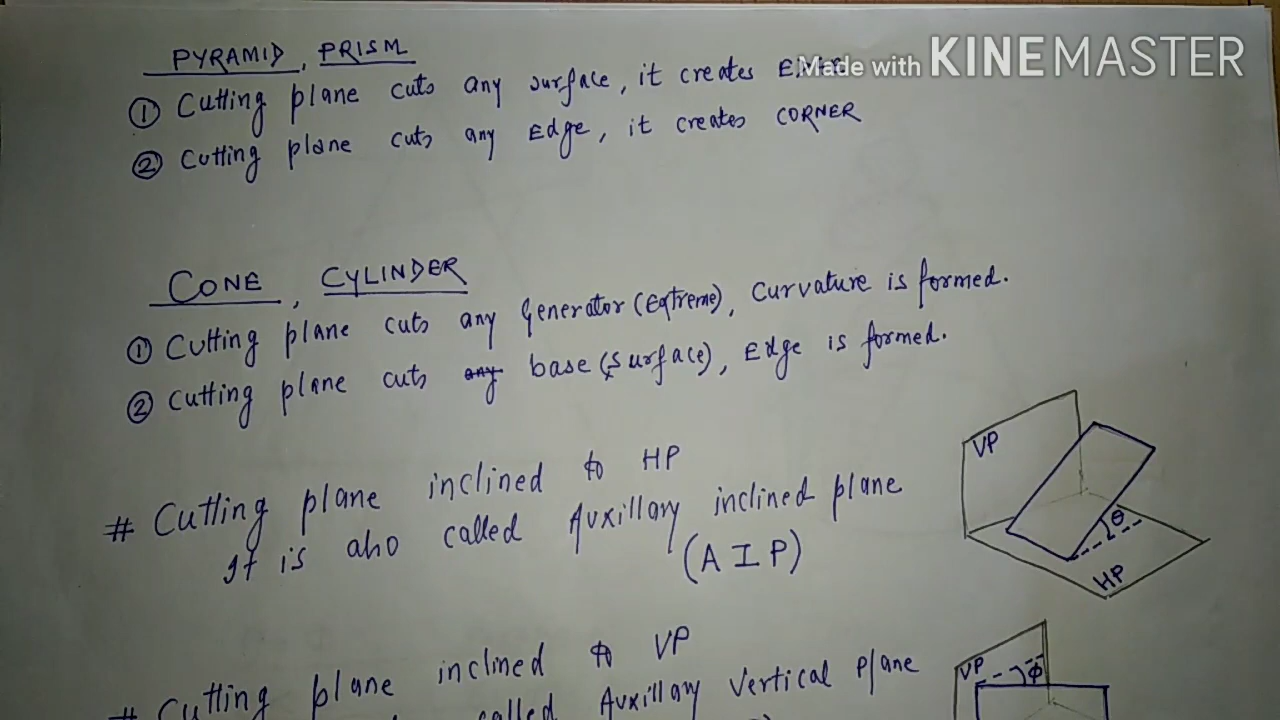 PYRAMID, PRISM
Made with KINEMASTER
① Cutting plane cuts any surface, it creates
② Cutting plane cuts any Edge, it creates CORNER
CONE, CYLINDER
① Cutting plane cuts any Generator (Extreme), Curvature is formed.
② Cutting plane cuts any base (Surface), Edge is formed.
# Cutting plane inclined to HP
It is also called Auxillary inclined plane
(AIP)
VP
θ
HP
# Cutting plane inclined to VP
called Auxillary Vertical Plane
VP
ϕ